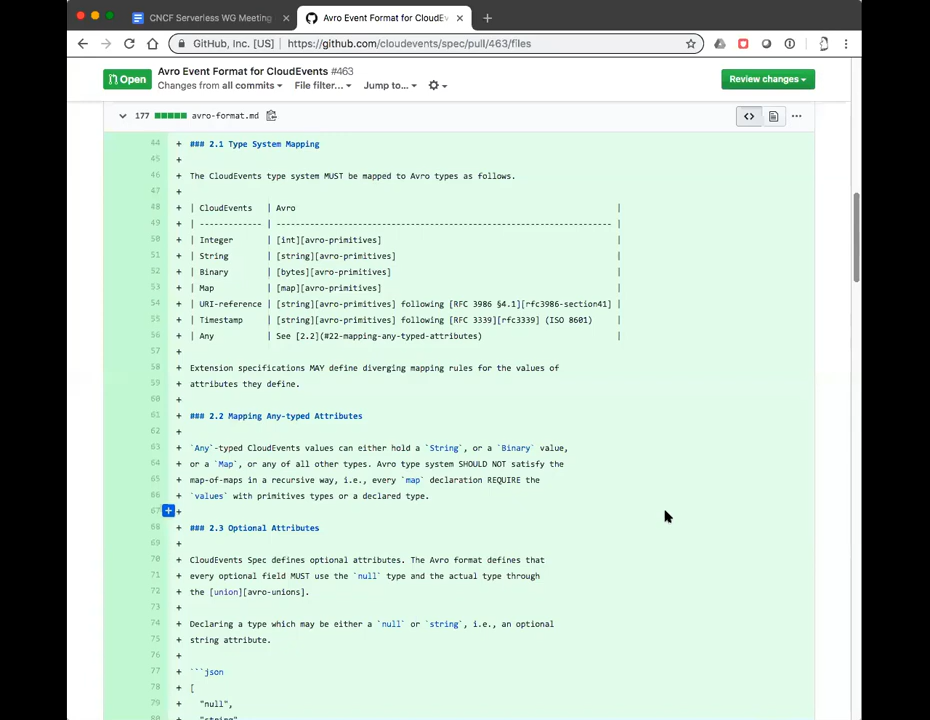 CNCF Serverless WG Meeting
Avro Event Format for CloudEv
GitHub, Inc. [US] | https://github.com/cloudevents/spec/pull/463/files
Open
Avro Event Format for CloudEvents #463
Changes from all commits
File filter...
Jump to...
Review changes
177 avro-format.md
44 + ### 2.1 Type System Mapping
45 +
46 + The CloudEvents type system MUST be mapped to Avro types as follows.
47 +
48 + | CloudEvents | Avro |
49 + | ------------- | ---------------------------------------------------------------------- |
50 + | Integer | [int][avro-primitives] |
51 + | String | [string][avro-primitives] |
52 + | Binary | [bytes][avro-primitives] |
53 + | Map | [map][avro-primitives] |
54 + | URI-reference | [string][avro-primitives] following [RFC 3986 §4.1][rfc3986-section41] |
55 + | Timestamp | [string][avro-primitives] following [RFC 3339][rfc3339] (ISO 8601) |
56 + | Any | See [2.2](#22-mapping-any-typed-attributes) |
57 +
58 + Extension specifications MAY define diverging mapping rules for the values of
59 + attributes they define.
60 +
61 + ### 2.2 Mapping Any-typed Attributes
62 +
63 + `Any`-typed CloudEvents values can either hold a `String`, or a `Binary` value,
64 + or a `Map`, or any of all other types. Avro type system SHOULD NOT satisfy the
65 + map-of-maps in a recursive way, i.e., every `map` declaration REQUIRE the
66 + `values` with primitives types or a declared type.
67 +
68 + ## 2.3 Optional Attributes
69 +
70 + CloudEvents Spec defines optional attributes. The Avro format defines that
71 + every optional field MUST use the `null` type and the actual type through
72 + the [union][avro-unions].
73 +
74 + Declaring a type which may be either a `null` or `string`, i.e., an optional
75 + string attribute.
76 +
77 + ```json
78 + [
79 + "null",
80 + "string"